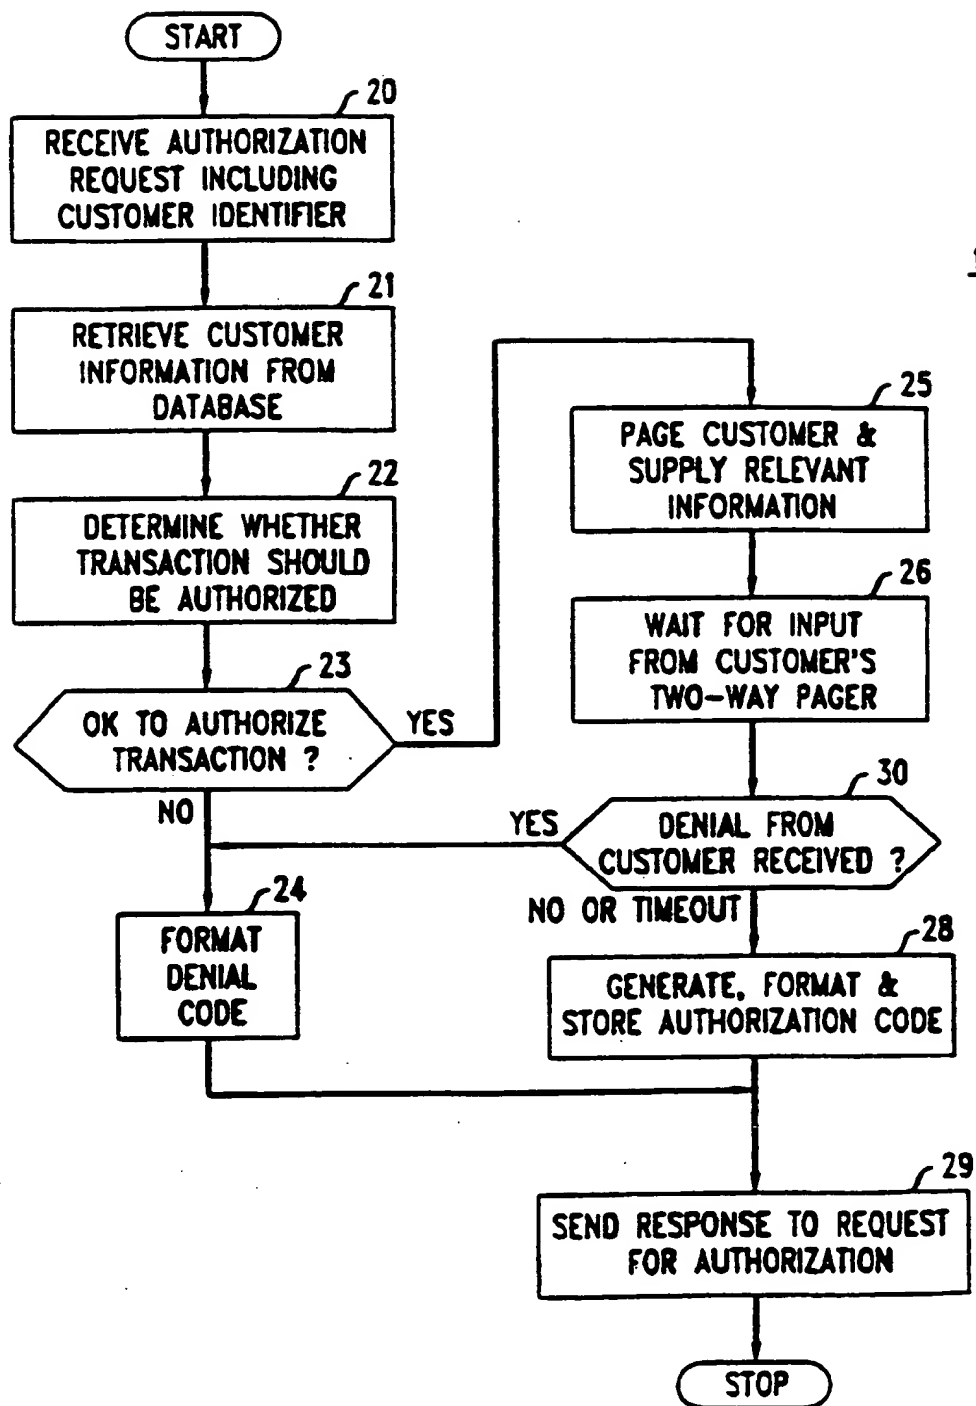 START
20
RECEIVE AUTHORIZATION
REQUEST INCLUDING
CUSTOMER IDENTIFIER
21
RETRIEVE CUSTOMER
INFORMATION FROM
DATABASE
22
DETERMINE WHETHER
TRANSACTION SHOULD
BE AUTHORIZED
23
OK TO AUTHORIZE
TRANSACTION ?
YES
NO
24
FORMAT
DENIAL
CODE
25
PAGE CUSTOMER &
SUPPLY RELEVANT
INFORMATION
26
WAIT FOR INPUT
FROM CUSTOMER'S
TWO-WAY PAGER
30
DENIAL FROM
CUSTOMER RECEIVED ?
YES
NO OR TIMEOUT
28
GENERATE, FORMAT &
STORE AUTHORIZATION CODE
29
SEND RESPONSE TO REQUEST
FOR AUTHORIZATION
STOP